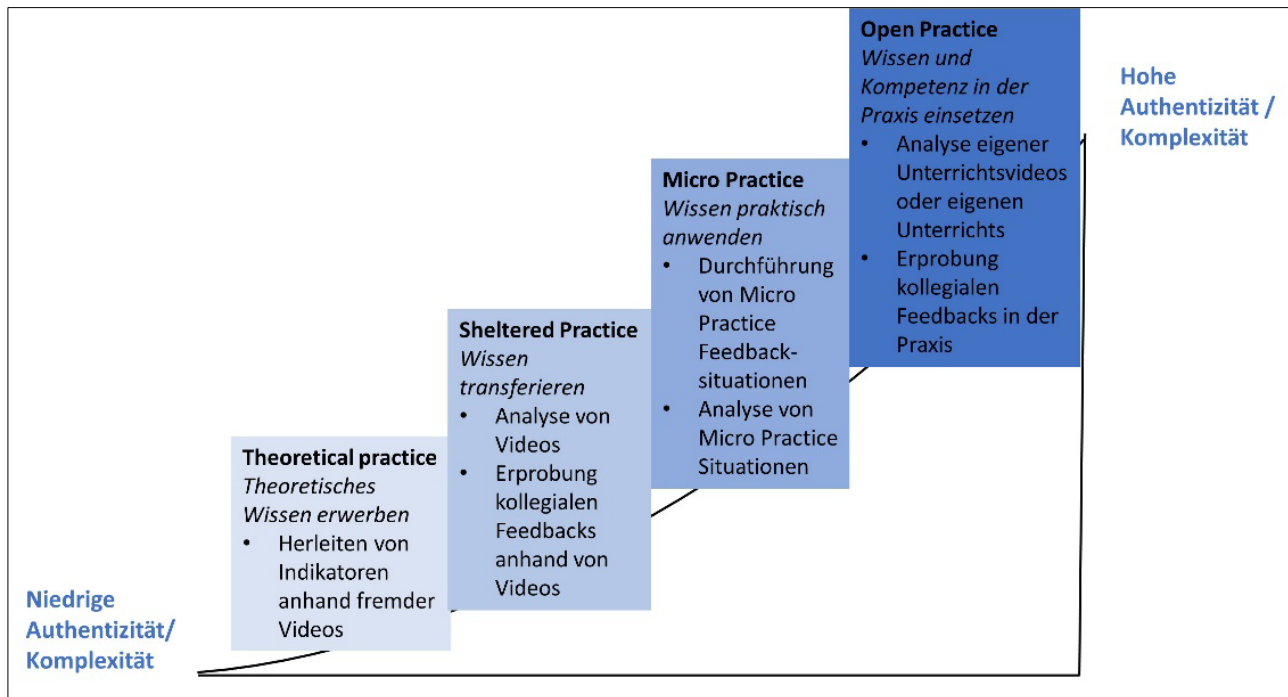 Niedrige
Authentizität/
Komplexität
Theoretical practice
Theoretisches
Wissen erwerben
• Herleiten von
Indikatoren
anhand fremder
Videos
Sheltered Practice
Wissen
transferieren
• Analyse von
Videos
• Erprobung
kollegialen
Feedbacks
anhand von
Videos
Micro Practice
Wissen praktisch
anwenden
• Durchführung
von Micro
Practice
Feedback-
situationen
• Analyse von
Micro Practice
Situationen
Open Practice
Wissen und
Kompetenz in der
Praxis einsetzen
• Analyse eigener
Unterrichtsvideos
oder eigenen
Unterrichts
• Erprobung
kollegialen
Feedbacks in der
Praxis
Hohe
Authentizität /
Komplexität